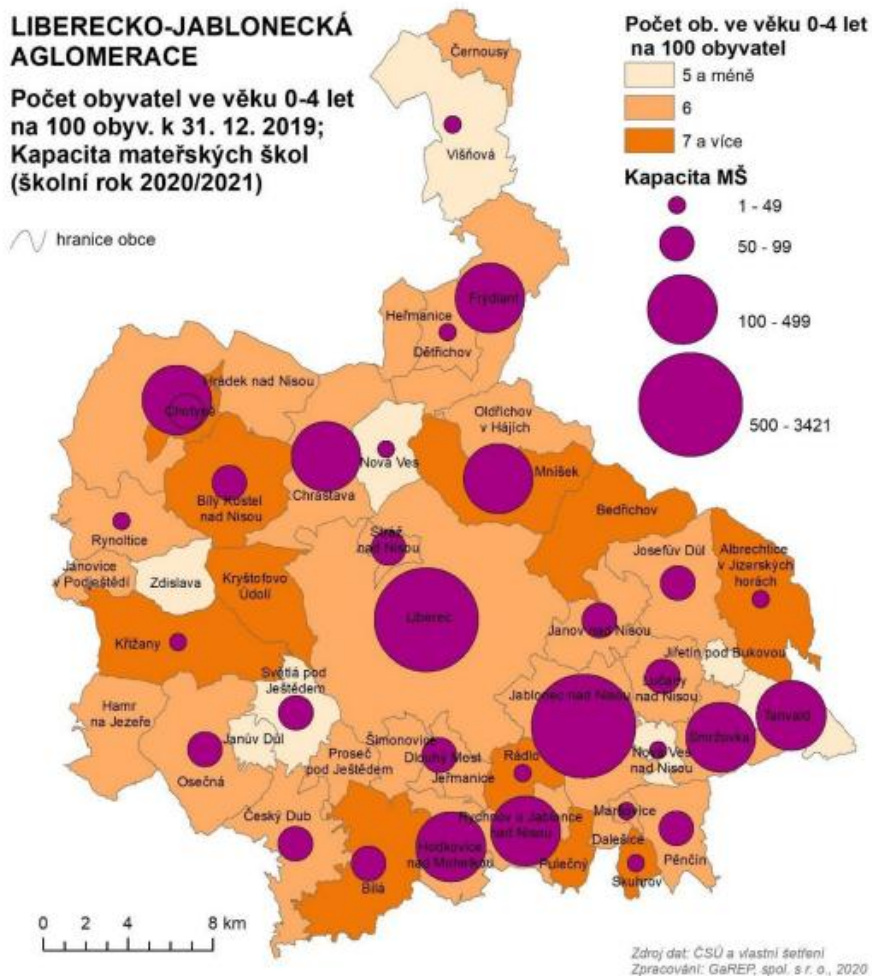 LIBERECKO-JABLONECKÁ
AGLOMERACE
Počet obyvatel ve věku 0-4 let
na 100 obyv. k 31. 12. 2019;
Kapacita mateřských škol
(školní rok 2020/2021)
hranice obce
Počet ob. ve věku 0-4 let
na 100 obyvatel
5 a méně
6
7 a více
Kapacita MŠ
1 - 49
50 - 99
100 - 499
500 - 3421
Černousy
Višňová
Frýdlant
Heřmanice
Dětřichov
Hrádek nad Nisou
Chotyně
Oldřichov
v Hájích
Nová Ves
Mníšek
Chrastava
Bílý Kostel
nad Nisou
Bedřichov
Rynoltice
Stráž
nad Nisou
Josefův Důl
Albrechtice
v Jizerských
horách
Janovice
v Podještědí
Zdislava
Kryštofovo
Údolí
Liberec
Janov nad Nisou
Křižany
Jiřetín pod Bukovou
Světlá pod
Ještědem
Lučany
nad Nisou
Jablonec nad Nisou
Hamr
na Jezeře
Tanvald
Smržovka
Janův Důl
Šimonovice
Proseč
pod Ještědem
Dlouhý Most
Jeřmanice
Rádlo
Nová Ves
nad Nisou
Osečná
Český Dub
Maršovice
Rychnov u Jablonce
nad Nisou
Hodkovice
nad Mohelkou
Dalešice
Pěnčín
Pulečný
Bílá
Skuhrov
0 2 4 8 km
Zdroj dat: ČSÚ a vlastní šetření
Zpracování: GaREP, spol. s r. o., 2020